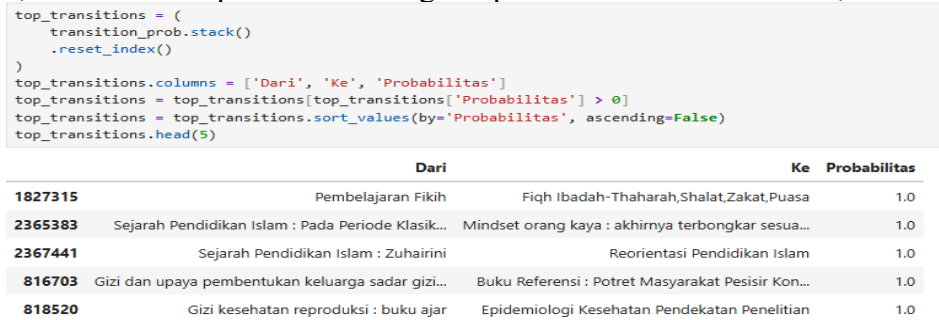 top_transitions = (
    transition_prob.stack()
    .reset_index()
)
top_transitions.columns = ['Dari', 'Ke', 'Probabilitas']
top_transitions = top_transitions[top_transitions['Probabilitas'] > 0]
top_transitions = top_transitions.sort_values(by='Probabilitas', ascending=False)
top_transitions.head(5)
Dari Ke Probabilitas
1827315 Pembelajaran Fikih Fiqh Ibadah-Thaharah,Shalat,Zakat,Puasa 1.0
2365383 Sejarah Pendidikan Islam : Pada Periode Klasik... Mindset orang kaya : akhirnya terbongkar sesua... 1.0
2367441 Sejarah Pendidikan Islam : Zuhairini Reorientasi Pendidikan Islam 1.0
816703 Gizi dan upaya pembentukan keluarga sadar gizi... Buku Referensi : Potret Masyarakat Pesisir Kon... 1.0
818520 Gizi kesehatan reproduksi : buku ajar Epidemiologi Kesehatan Pendekatan Penelitian 1.0